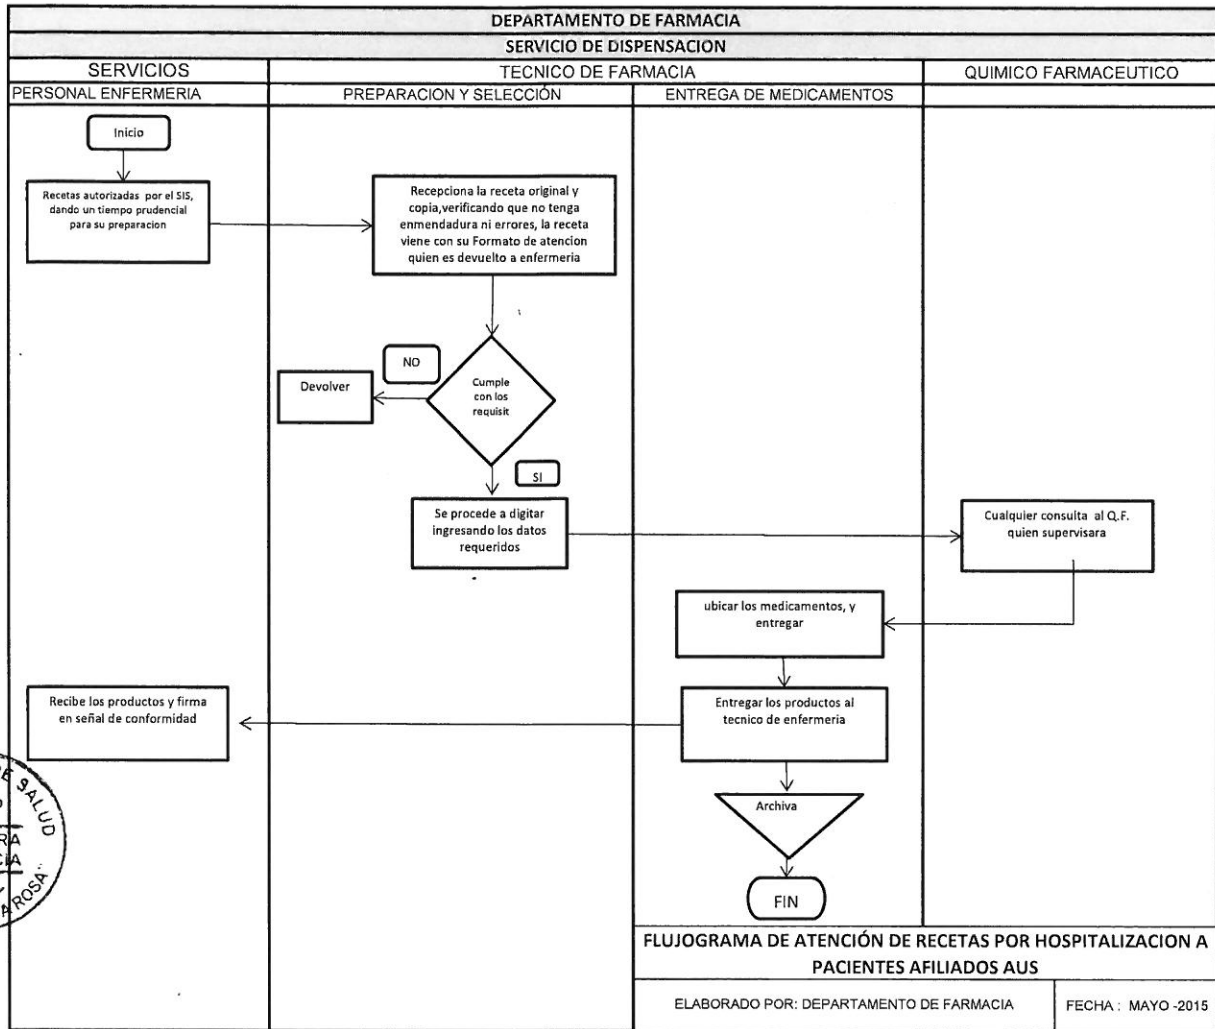 DEPARTAMENTO DE FARMACIA
SERVICIO DE DISPENSACION
SERVICIOS
TECNICO DE FARMACIA
QUIMICO FARMACEUTICO
PERSONAL ENFERMERIA
PREPARACION Y SELECCIÓN
ENTREGA DE MEDICAMENTOS
Inicio
Recetas autorizadas por el SIS,
dando un tiempo prudencial
para su preparacion
Recepciona la receta original y
copia,verificando que no tenga
enmendadura ni errores, la receta
viene con su Formato de atencion
quien es devuelto a enfermeria
NO
Devolver
Cumple
con los
requisit
SI
Se procede a digitar
ingresando los datos
requeridos
Cualquier consulta al Q.F.
quien supervisara
ubicar los medicamentos, y
entregar
Recibe los productos y firma
en señal de conformidad
Entregar los productos al
tecnico de enfermeria
Archiva
FIN
SALUD
FLUJOGRAMA DE ATENCIÓN DE RECETAS POR HOSPITALIZACION A
PACIENTES AFILIADOS AUS
ELABORADO POR: DEPARTAMENTO DE FARMACIA
FECHA : MAYO -2015